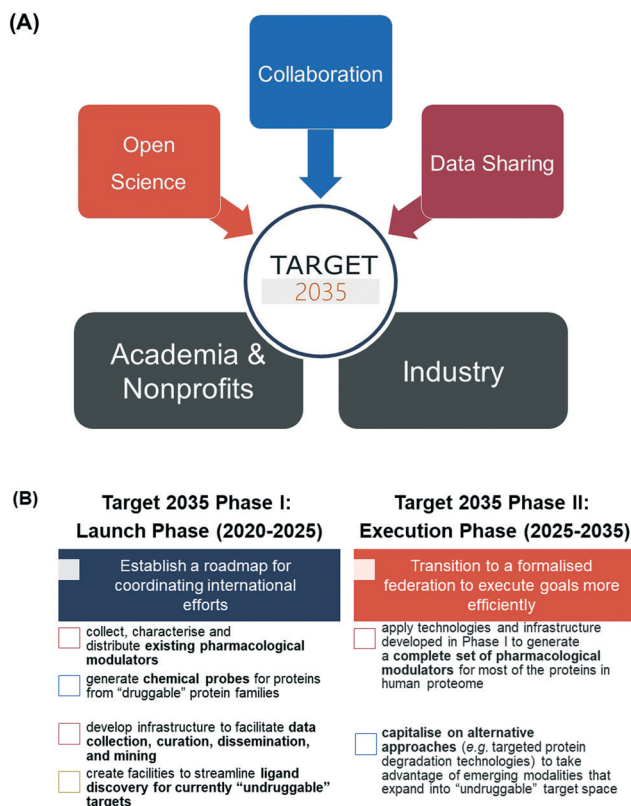 (A)
Collaboration
Open
Science
Data Sharing
TARGET
2035
Academia &
Nonprofits
Industry
(B)
Target 2035 Phase I:
Launch Phase (2020-2025)
Establish a roadmap for
coordinating international
efforts
collect, characterise and
distribute existing pharmacological
modulators
generate chemical probes for proteins
from “druggable” protein families
develop infrastructure to facilitate data
collection, curation, dissemination,
and mining
create facilities to streamline ligand
discovery for currently “undruggable”
targets
Target 2035 Phase II:
Execution Phase (2025-2035)
Transition to a formalised
federation to execute goals more
efficiently
apply technologies and infrastructure
developed in Phase I to generate
a complete set of pharmacological
modulators for most of the proteins in
human proteome
capitalise on alternative
approaches (e.g. targeted protein
degradation technologies) to take
advantage of emerging modalities that
expand into “undruggable” target space